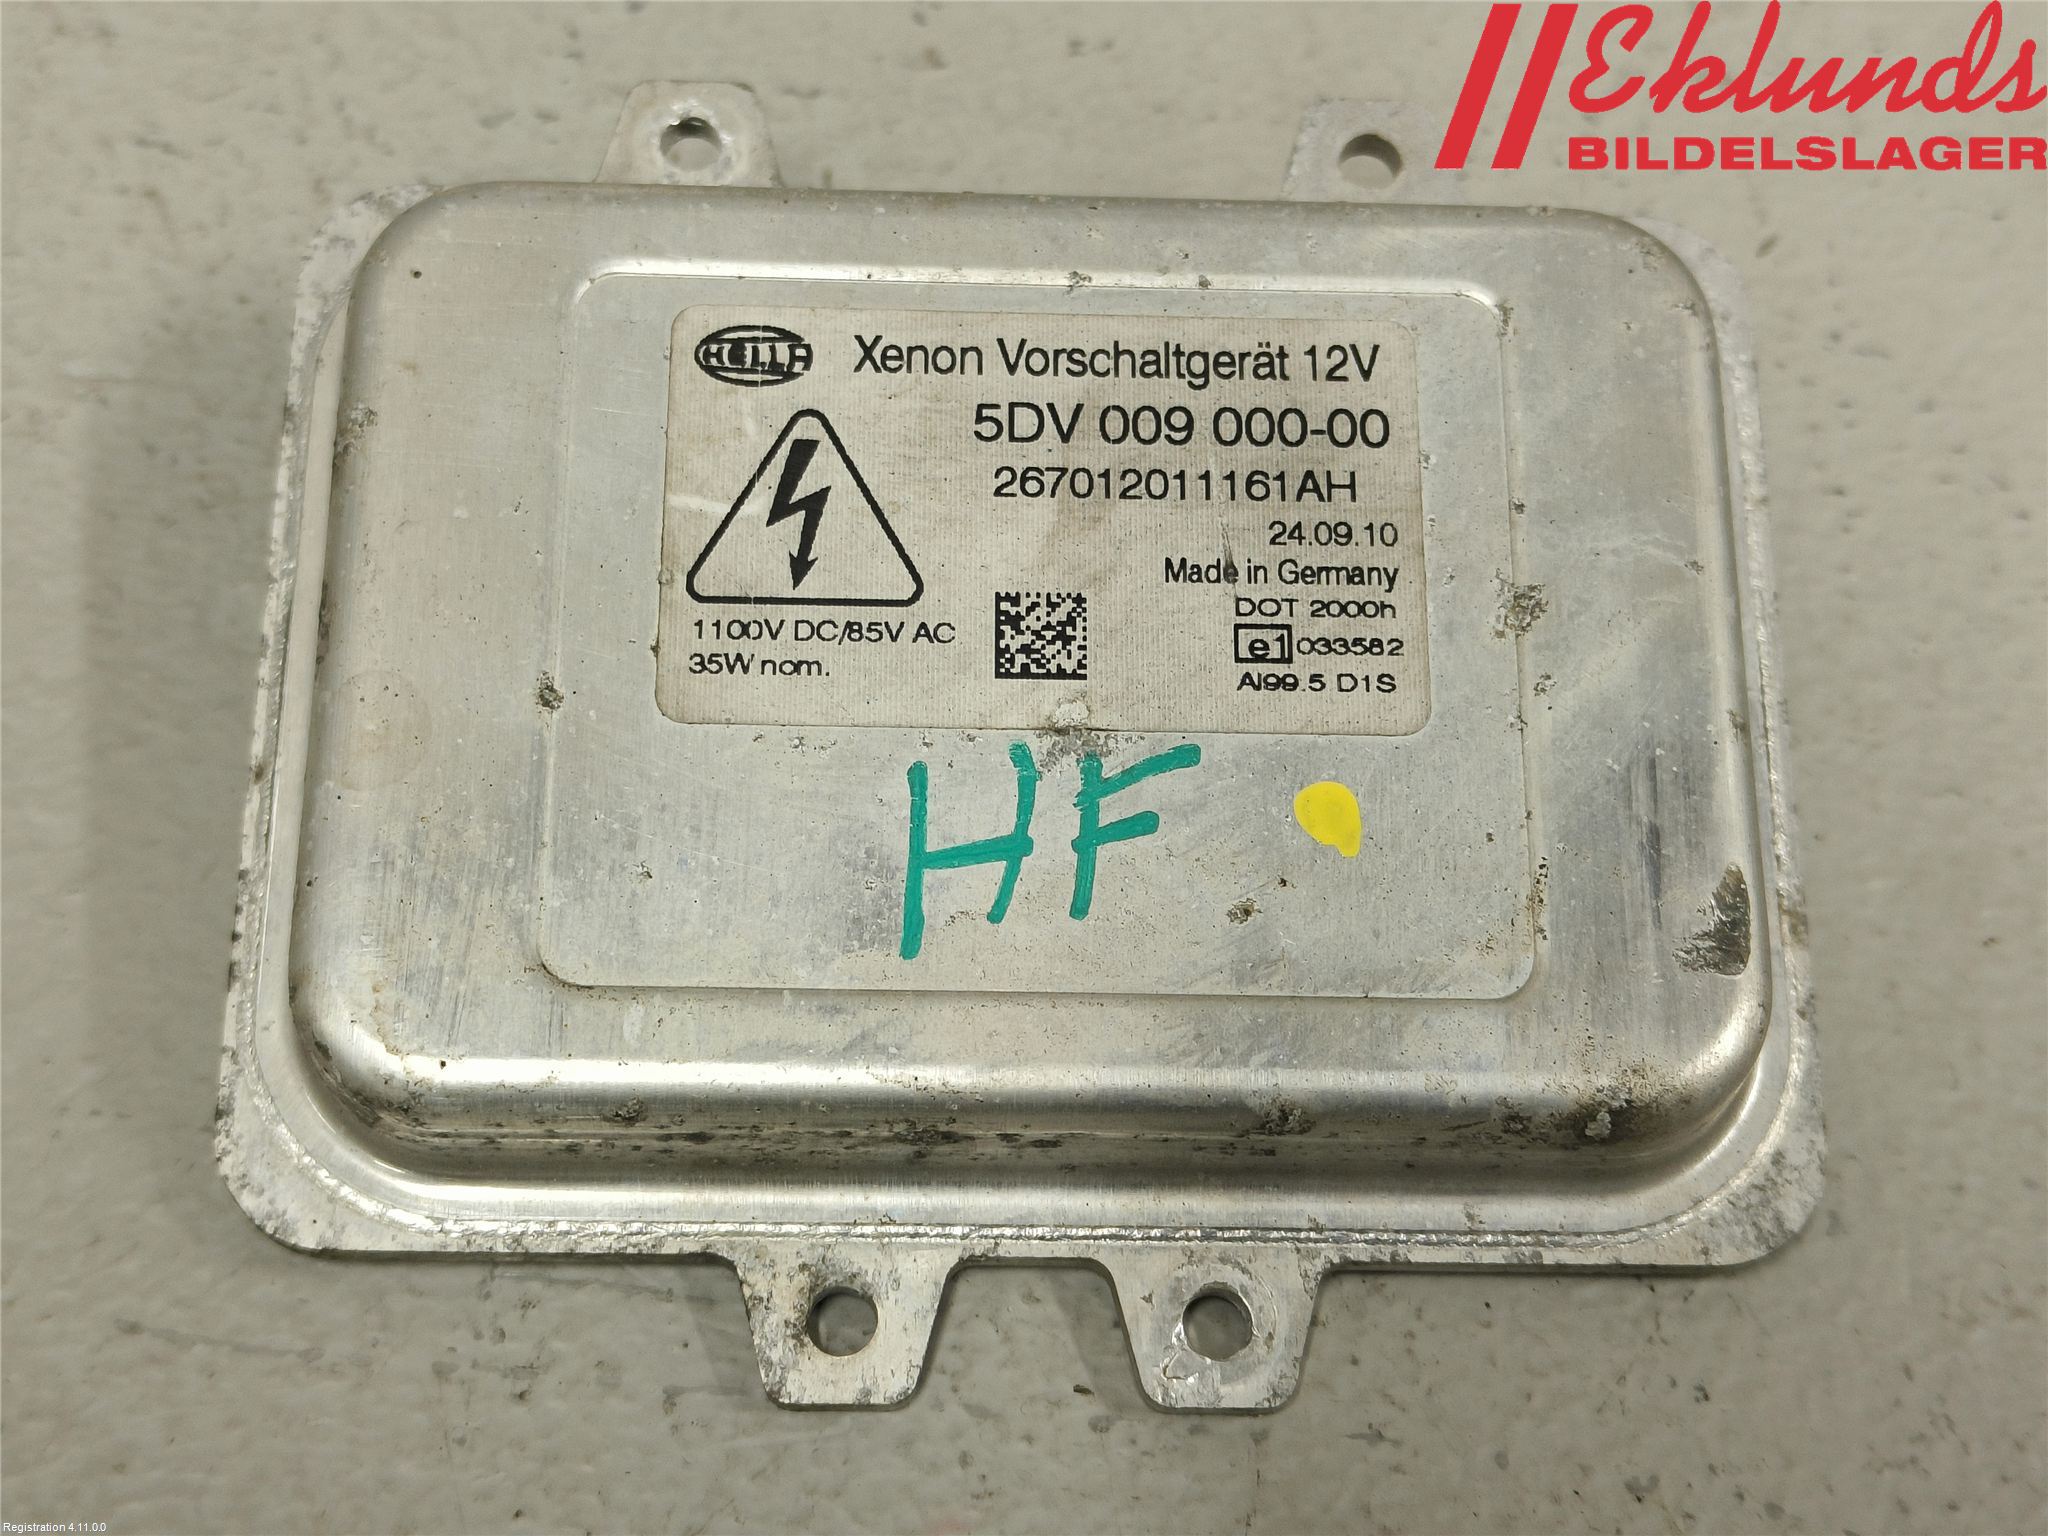 Eklunds
BILDELSLAGER
HELLA
Xenon Vorschaltgerät 12V
5DV 009 000-00
267012011161AH
24.09.10
Made in Germany
DOT 2000h
e1 033582
Al99.5 D1S
1100V DC/85V AC
35W nom.
HF
Registration 4.11.0.0